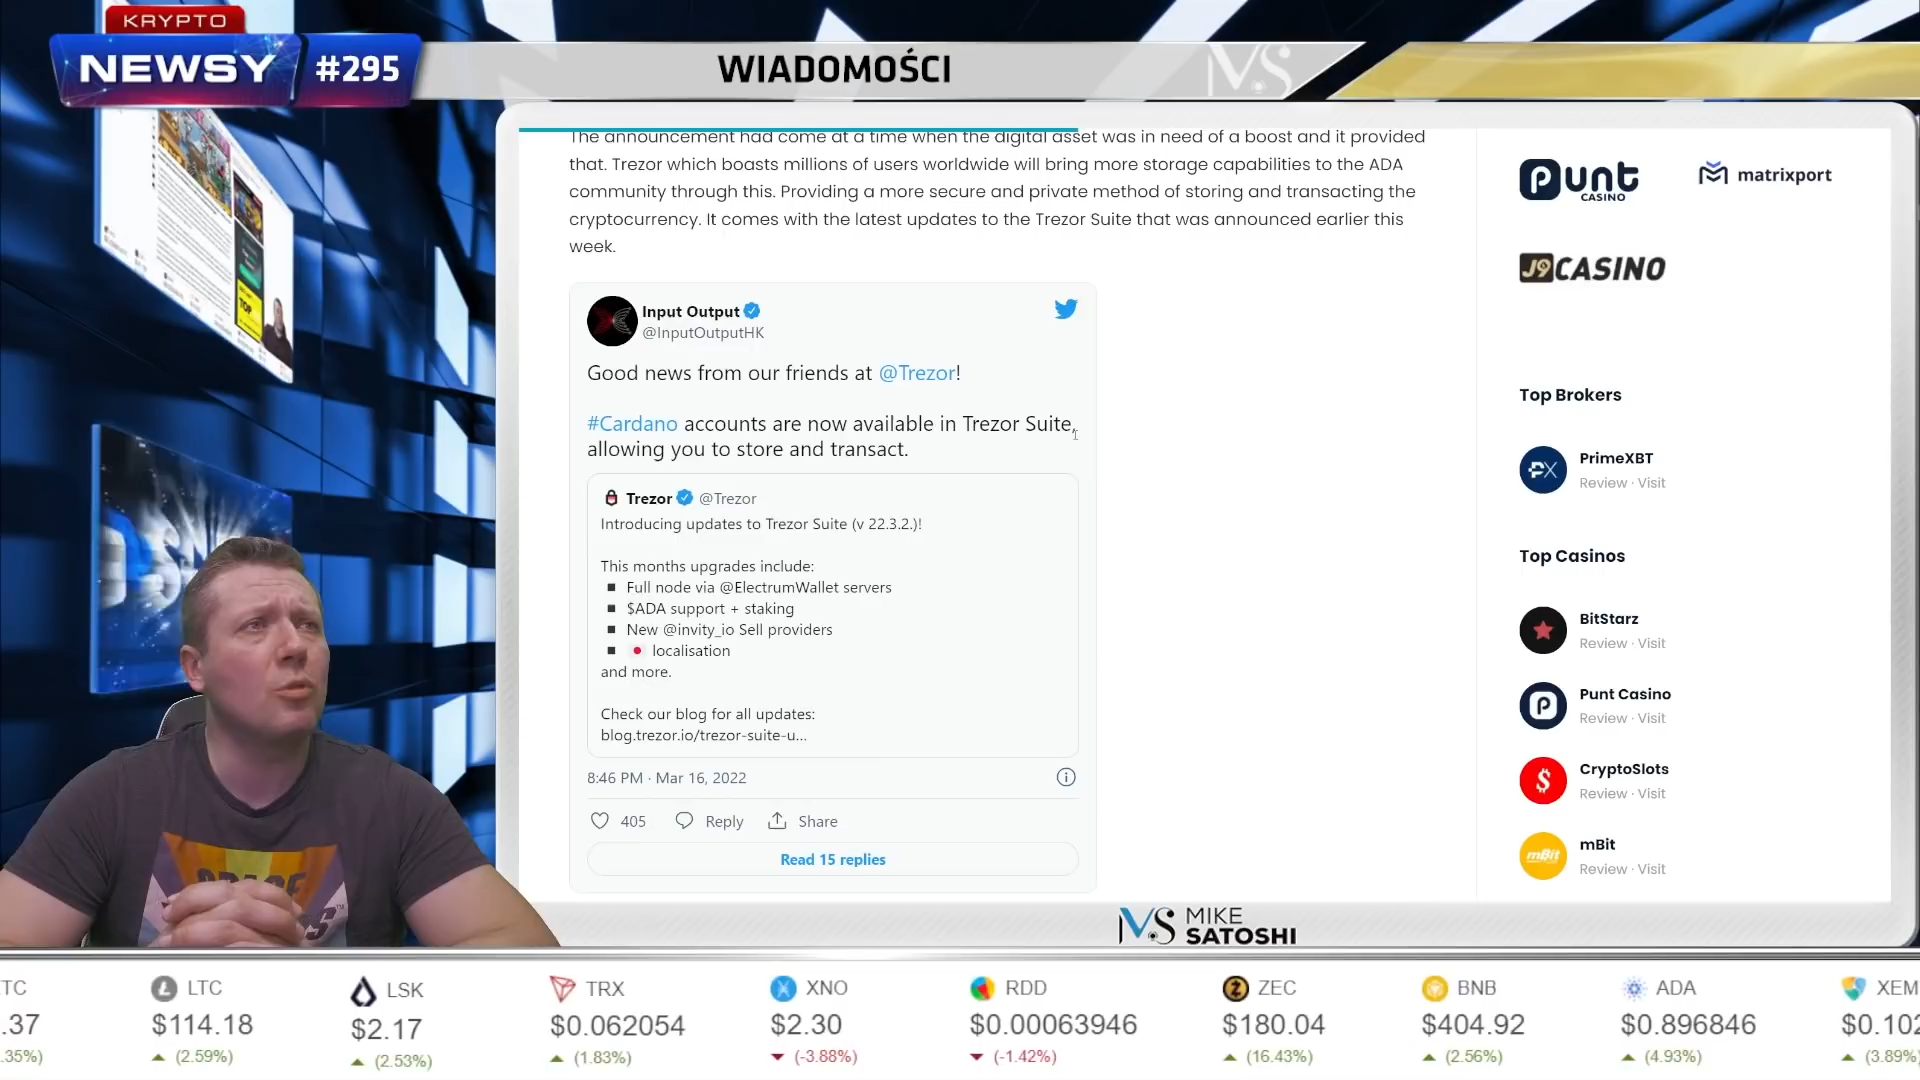 KRYPTO
NEWSY #295
WIADOMOŚCI
The announcement had come at a time when the digital asset was in need of a boost and it provided
that. Trezor which boasts millions of users worldwide will bring more storage capabilities to the ADA
community through this. Providing a more secure and private method of storing and transacting the
cryptocurrency. It comes with the latest updates to the Trezor Suite that was announced earlier this
week.
Input Output
@InputOutputHK
Good news from our friends at @Trezor!
#Cardano accounts are now available in Trezor Suite,
allowing you to store and transact.
Trezor @Trezor
Introducing updates to Trezor Suite (v 22.3.2.)!
This months upgrades include:
▪ Full node via @ElectrumWallet servers
▪ $ADA support + staking
▪ New @invity_io Sell providers
▪ 🇯🇵 localisation
and more.
Check our blog for all updates:
blog.trezor.io/trezor-suite-u...
8:46 PM · Mar 16, 2022
405 Reply Share
Read 15 replies
Punt
CASINO
matrixport
J9CASINO
Top Brokers
PrimeXBT
Review · Visit
Top Casinos
BitStarz
Review · Visit
Punt Casino
Review · Visit
CryptoSlots
Review · Visit
mBit
mBit
Review · Visit
MS MIKE
SATOSHI
TC LTC LSK TRX XNO RDD ZEC BNB ADA XEM
.37 $114.18 $2.17 $0.062054 $2.30 $0.00063946 $180.04 $404.92 $0.896846 $0.102
.35%) (2.59%) (2.53%) (1.83%) (-3.88%) (-1.42%) (16.43%) (2.56%) (4.93%) (3.89%)